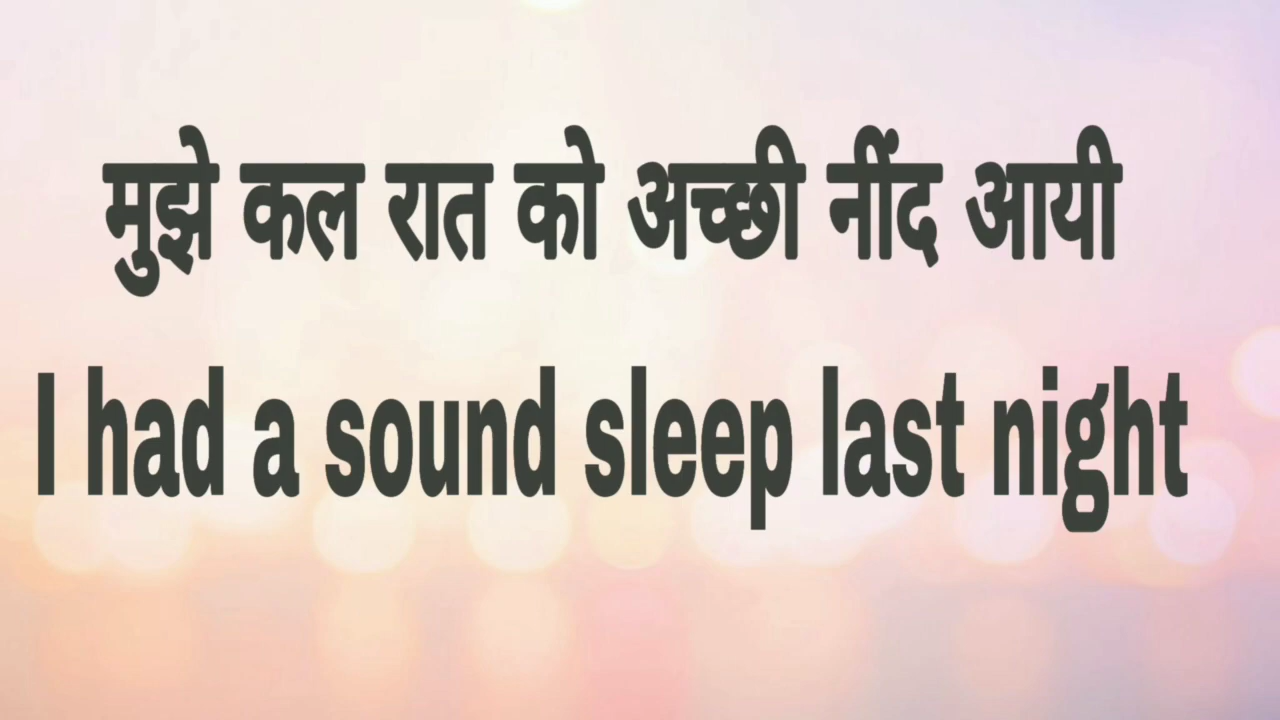 मुझे कल रात को अच्छी नींद आयी
I had a sound sleep last night